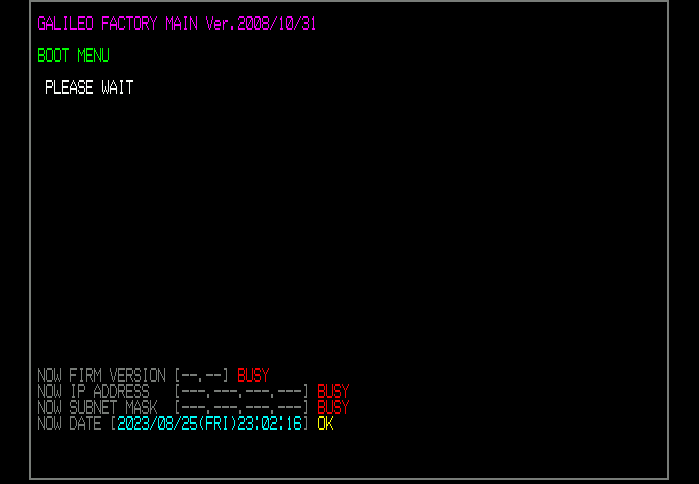 GALILEO FACTORY MAIN Ver.2008/10/31
BOOT MENU
PLEASE WAIT
NOW FIRM VERSION [--.--] BUSY
NOW IP ADDRESS [---.---.---.---] BUSY
NOW SUBNET MASK [---.---.---.---] BUSY
NOW DATE [2023/08/25(FRI)23:02:16] OK